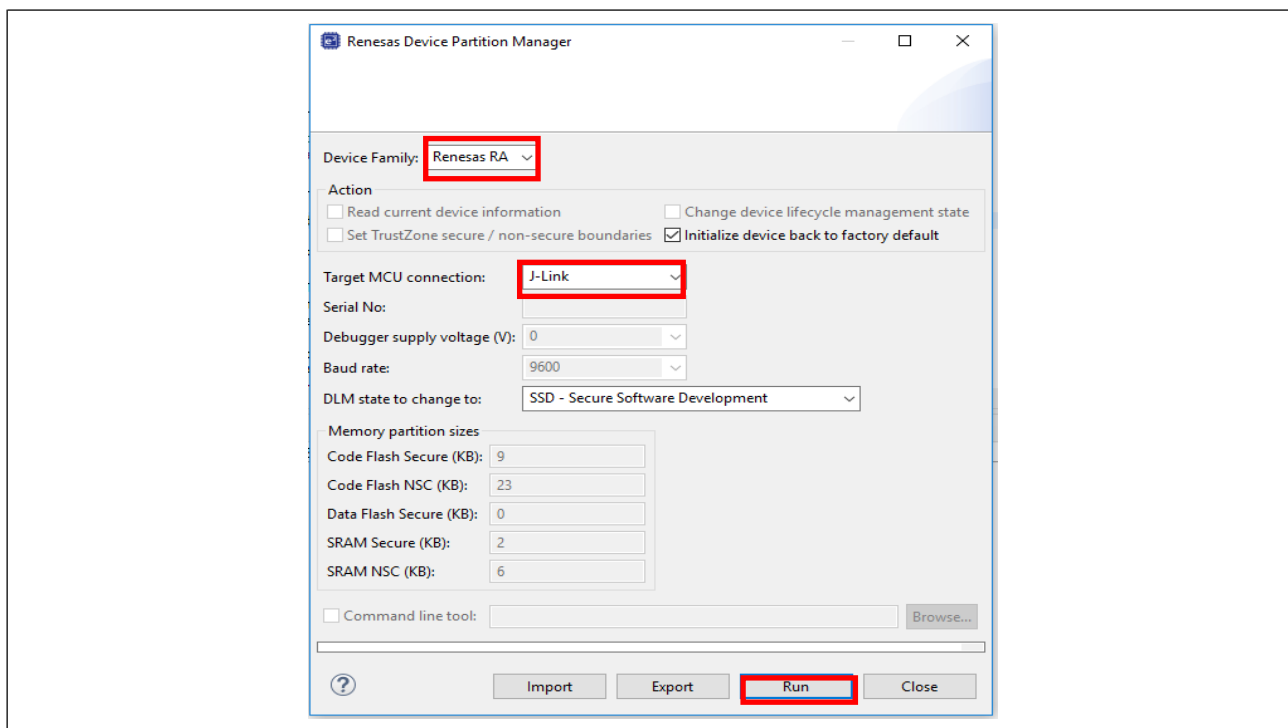 Renesas Device Partition Manager
Device Family: Renesas RA
Action
Read current device information Change device lifecycle management state
Set TrustZone secure / non-secure boundaries Initialize device back to factory default
Target MCU connection: J-Link
Serial No:
Debugger supply voltage (V): 0
Baud rate: 9600
DLM state to change to: SSD - Secure Software Development
Memory partition sizes
Code Flash Secure (KB): 9
Code Flash NSC (KB): 23
Data Flash Secure (KB): 0
SRAM Secure (KB): 2
SRAM NSC (KB): 6
Command line tool: Browse...
? Import Export Run Close